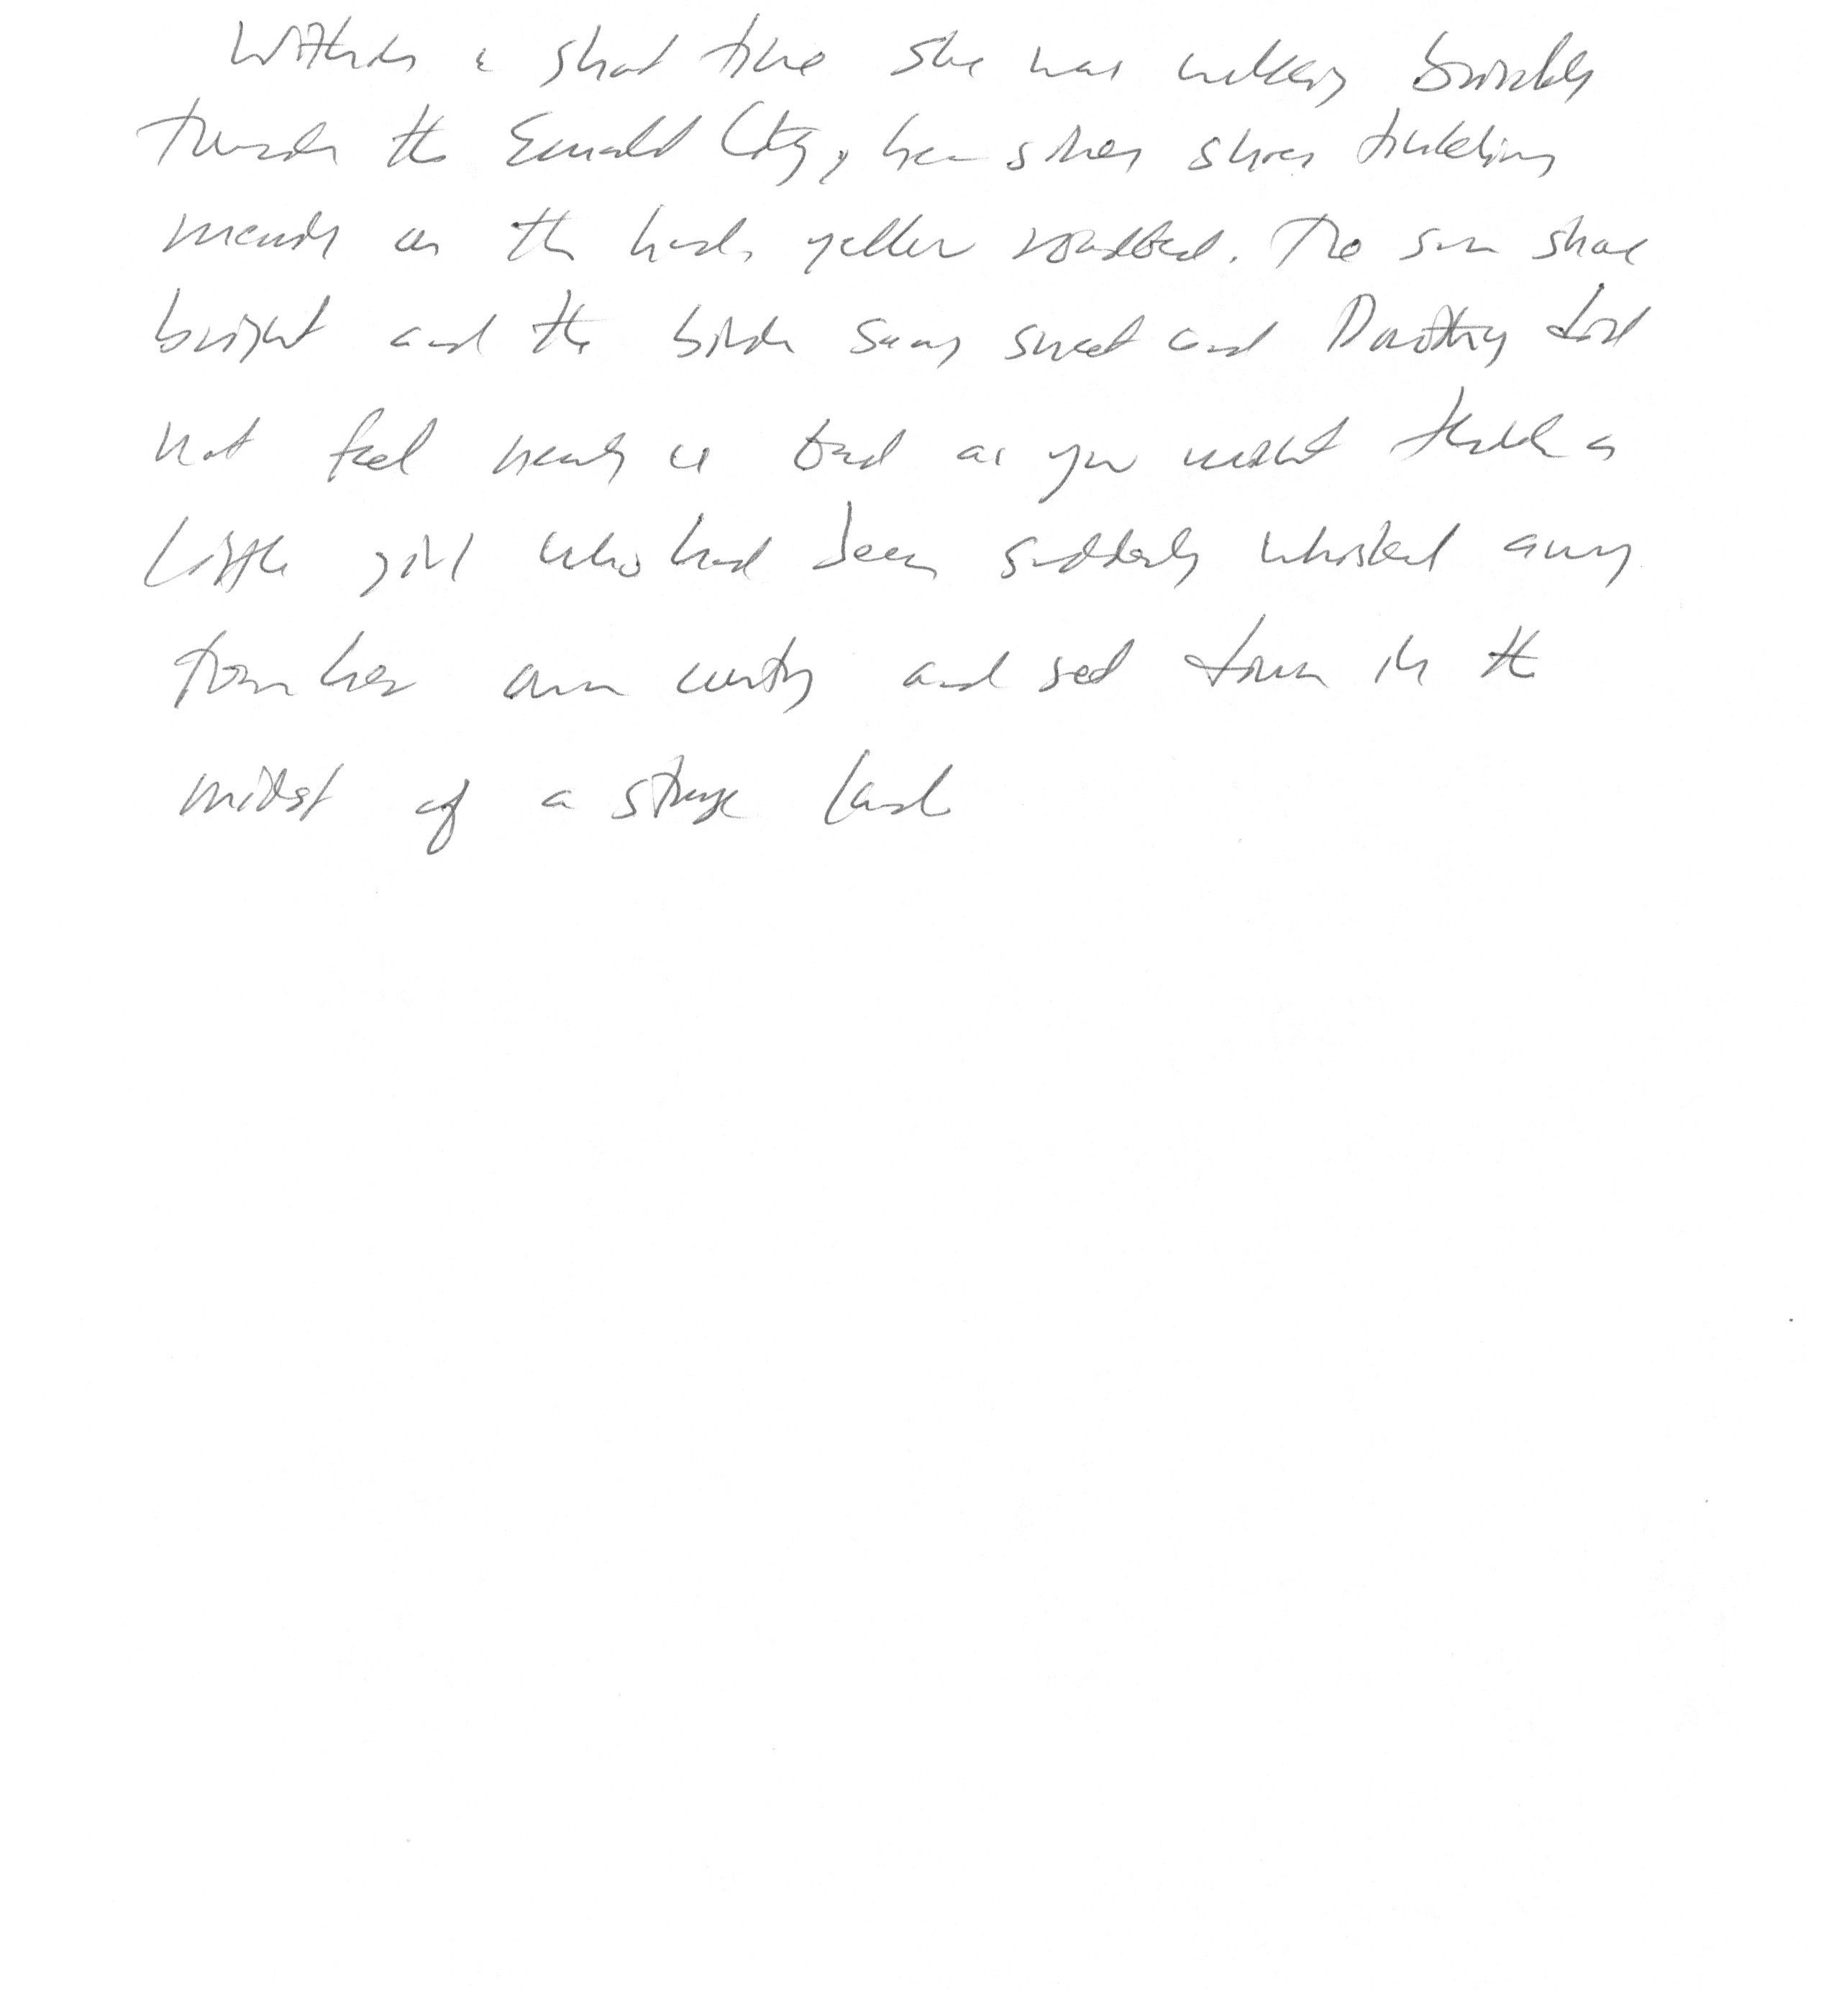 Within a short time she was walking briskly
towards the Emerald City, her silver shoes tinkling
merrily on the hard, yellow roadbed. The sun shone
bright and the birds sang sweet and Dorothy did
not feel nearly as bad as you might think a
little girl who had been suddenly whisked away
from her own country and set down in the
midst of a strange land